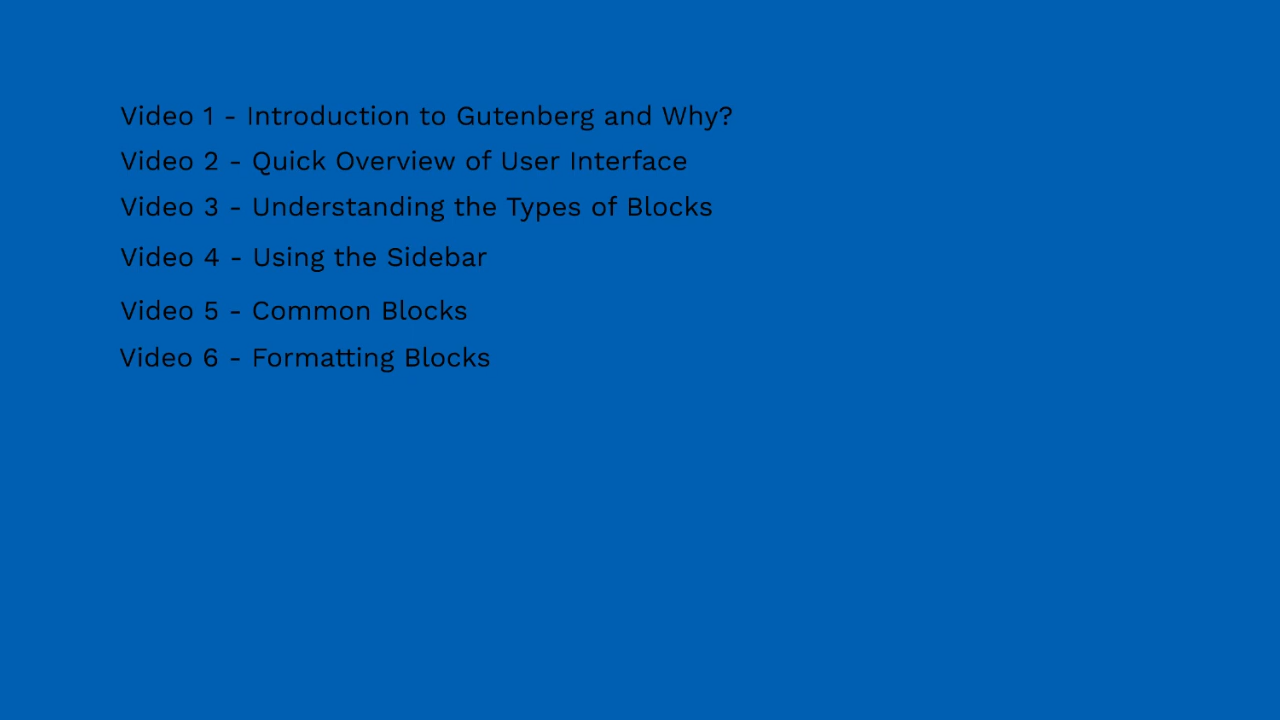 Video 1 - Introduction to Gutenberg and Why?
Video 2 - Quick Overview of User Interface
Video 3 - Understanding the Types of Blocks
Video 4 - Using the Sidebar
Video 5 - Common Blocks
Video 6 - Formatting Blocks